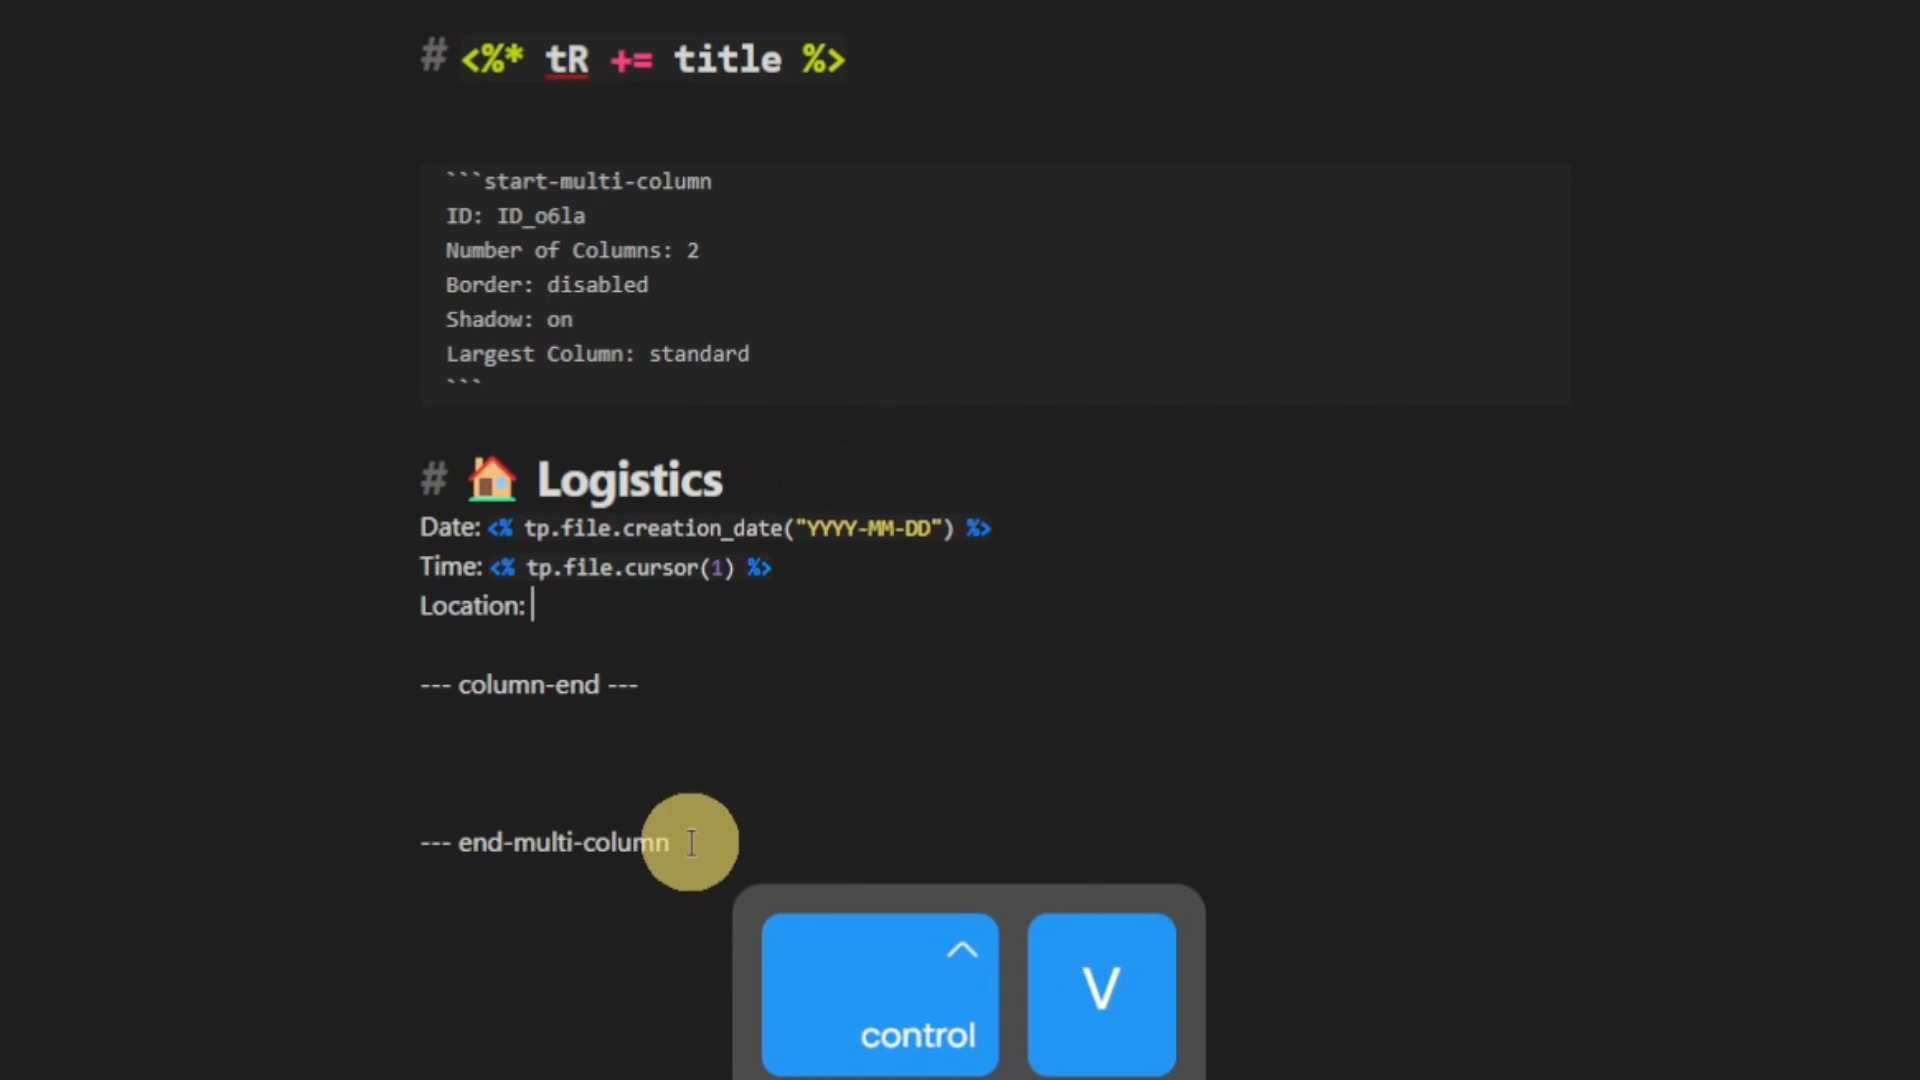 # <%* tR += title %>
```start-multi-column
ID: ID_o6la
Number of Columns: 2
Border: disabled
Shadow: on
Largest Column: standard
```
# 🏠 Logistics
Date: <% tp.file.creation_date("YYYY-MM-DD") %>
Time: <% tp.file.cursor(1) %>
Location:
--- column-end ---
--- end-multi-column
control
V